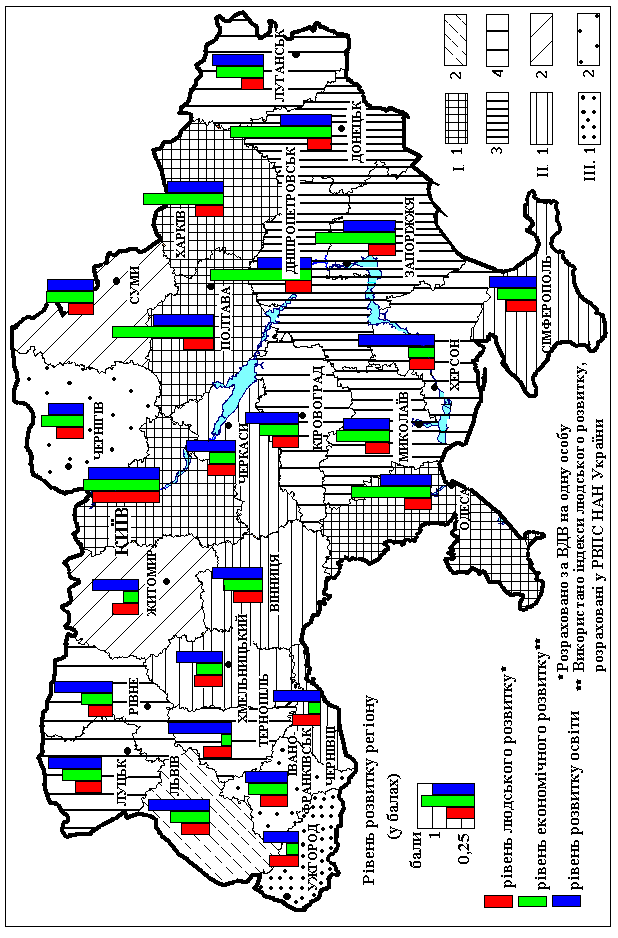 ЧЕРНІГІВ
ЛУЦЬК
РІВНЕ
КИЇВ
СУМИ
ЖИТОМИР
ЛЬВІВ
ХАРКІВ
ХМЕЛЬНИЦЬКИЙ
ПОЛТАВА
ЧЕРКАСИ
ТЕРНОПІЛЬ
ВІННИЦЯ
ЛУГАНСЬК
ІВАНО
ФРАНКІВСЬК
ДНІПРОПЕТРОВСЬК
УЖГОРОД
КІРОВОГРАД
ЧЕРНІВЦІ
ДОНЕЦЬК
МИКОЛАЇВ
ЗАПОРІЖЖЯ
ХЕРСОН
ОДЕСА
СІМФЕРОПОЛЬ
Рівень розвитку регіону
(у балах)
бали
1
0,25
рівень людського розвитку*
рівень економічного розвитку**
рівень розвитку освіти
*Розраховано за ВДВ на одну особу
** Використано індекси людського розвитку,
розраховані у РВПС НАН України
I. 1 2
3 4
II. 1 2
III. 1 2